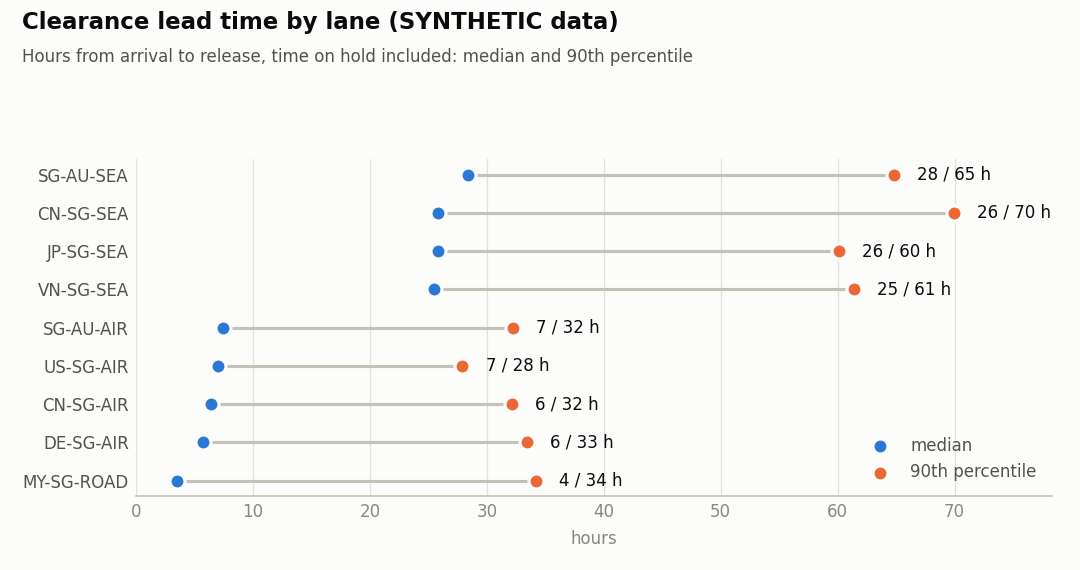 Clearance lead time by lane (SYNTHETIC data)
Hours from arrival to release, time on hold included: median and 90th percentile
SG-AU-SEA 28 / 65 h
CN-SG-SEA 26 / 70 h
JP-SG-SEA 26 / 60 h
VN-SG-SEA 25 / 61 h
SG-AU-AIR 7 / 32 h
US-SG-AIR 7 / 28 h
CN-SG-AIR 6 / 32 h
DE-SG-AIR 6 / 33 h
median
90th percentile
MY-SG-ROAD 4 / 34 h
0 10 20 30 40 50 60 70
hours